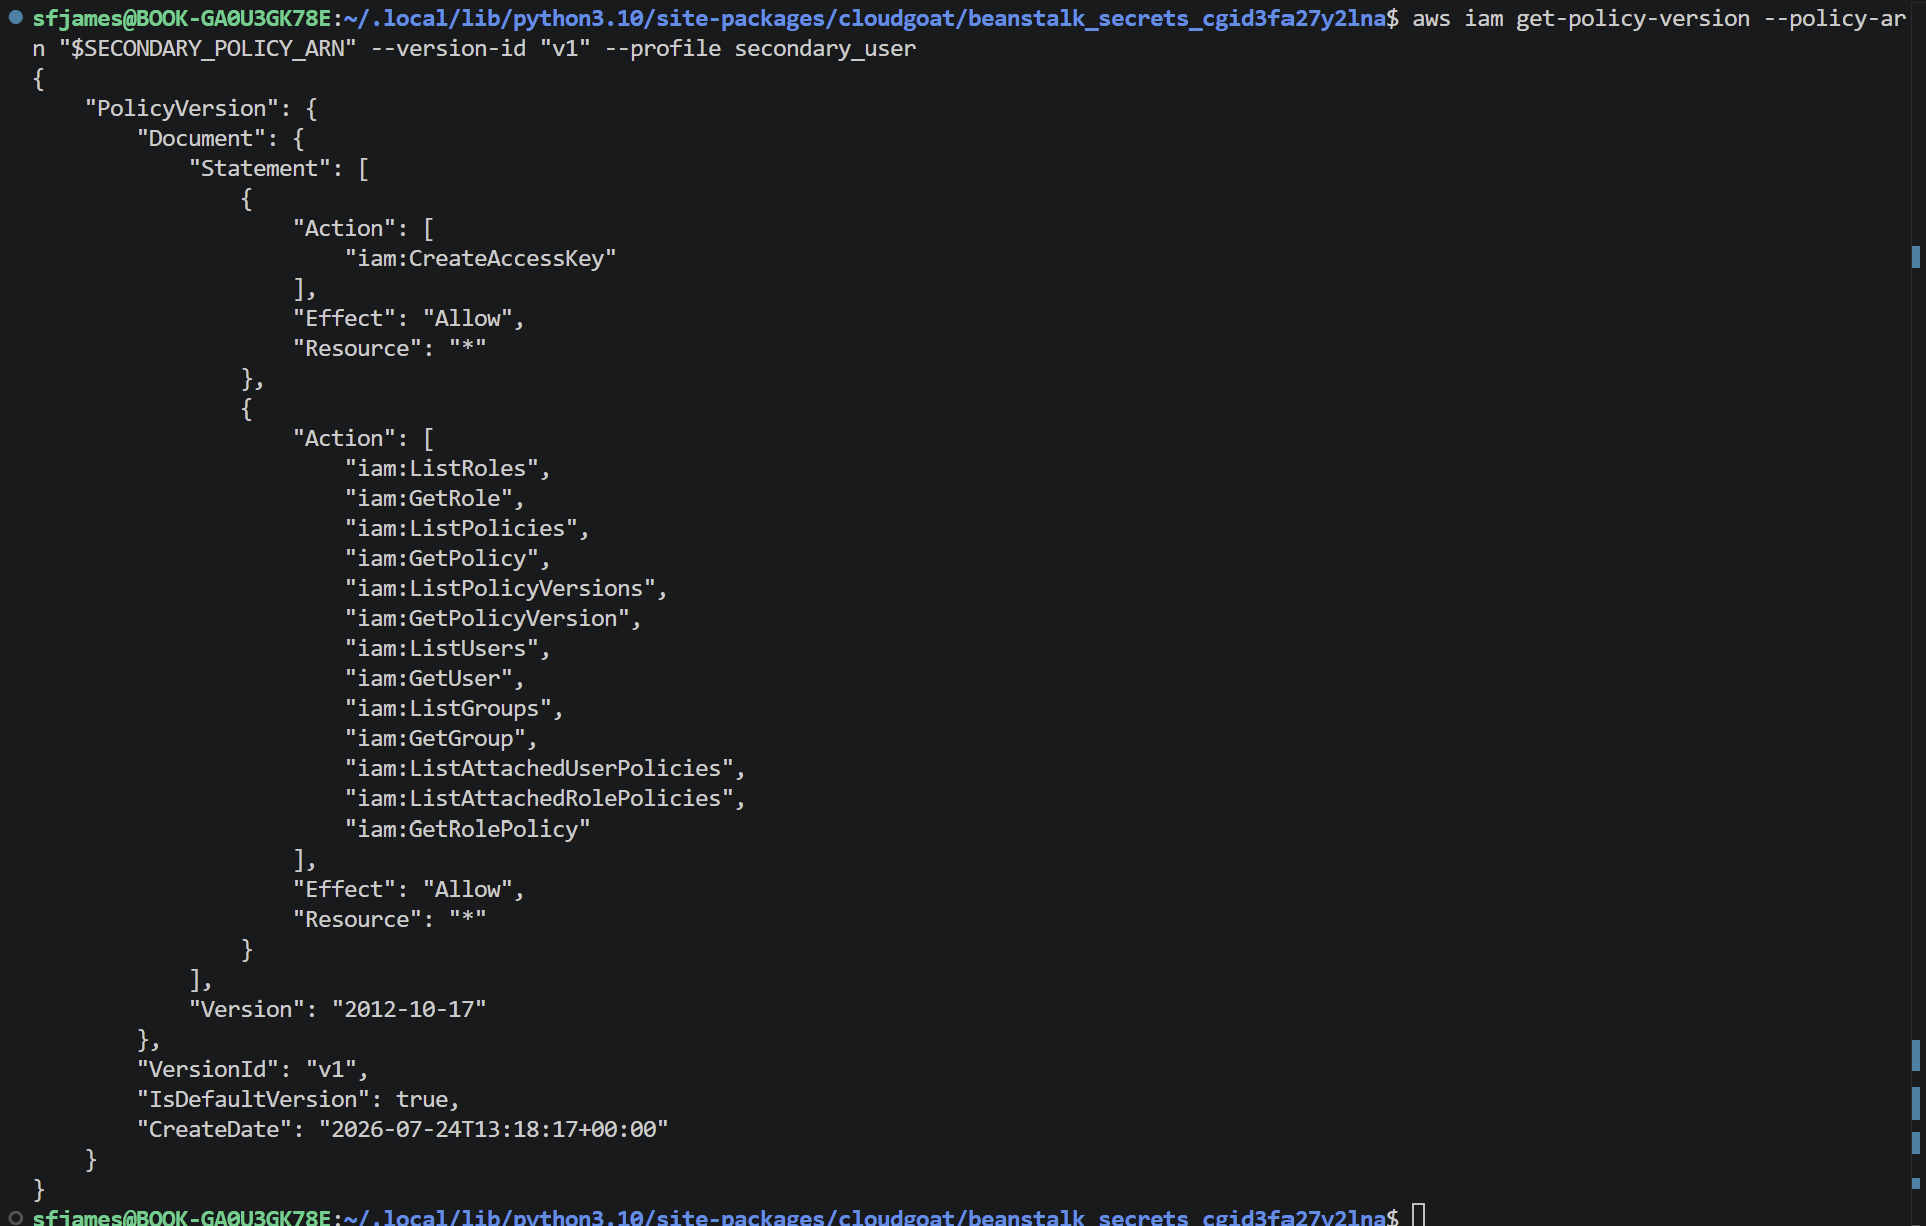 sfjames@BOOK-GA0U3GK78E:~/.local/lib/python3.10/site-packages/cloudgoat/beanstalk_secrets_cgid3fa27y2lna$ aws iam get-policy-version --policy-ar
n "$SECONDARY_POLICY_ARN" --version-id "v1" --profile secondary_user
{
    "PolicyVersion": {
        "Document": {
            "Statement": [
                {
                    "Action": [
                        "iam:CreateAccessKey"
                    ],
                    "Effect": "Allow",
                    "Resource": "*"
                },
                {
                    "Action": [
                        "iam:ListRoles",
                        "iam:GetRole",
                        "iam:ListPolicies",
                        "iam:GetPolicy",
                        "iam:ListPolicyVersions",
                        "iam:GetPolicyVersion",
                        "iam:ListUsers",
                        "iam:GetUser",
                        "iam:ListGroups",
                        "iam:GetGroup",
                        "iam:ListAttachedUserPolicies",
                        "iam:ListAttachedRolePolicies",
                        "iam:GetRolePolicy"
                    ],
                    "Effect": "Allow",
                    "Resource": "*"
                }
            ],
            "Version": "2012-10-17"
        },
        "VersionId": "v1",
        "IsDefaultVersion": true,
        "CreateDate": "2026-07-24T13:18:17+00:00"
    }
}
sfjames@BOOK-GA0U3GK78E:~/.local/lib/python3.10/site-packages/cloudgoat/beanstalk_secrets_cgid3fa27y2lna$